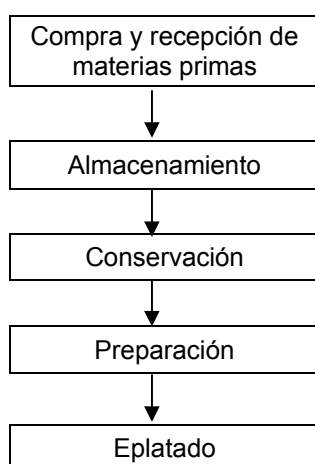 Compra y recepción de
materias primas
Almacenamiento
Conservación
Preparación
Eplatado